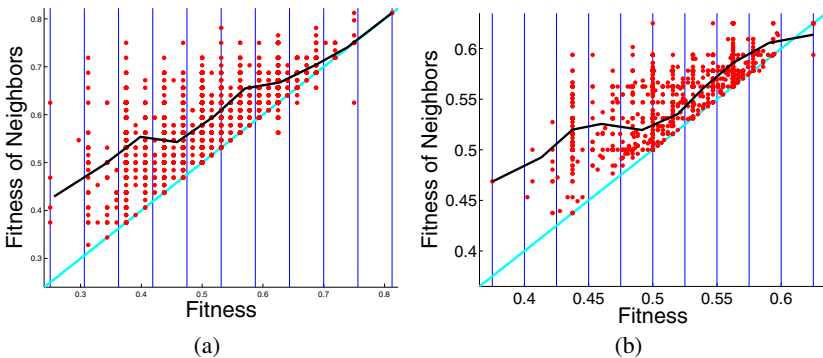 0.8
0.7
0.6
0.5
0.4
0.3
Fitness of Neighbors
0.3 0.4 0.5 0.6 0.7 0.8
Fitness
(a)
0.6
0.55
0.5
0.45
0.4
Fitness of Neighbors
0.4 0.45 0.5 0.55 0.6
Fitness
(b)